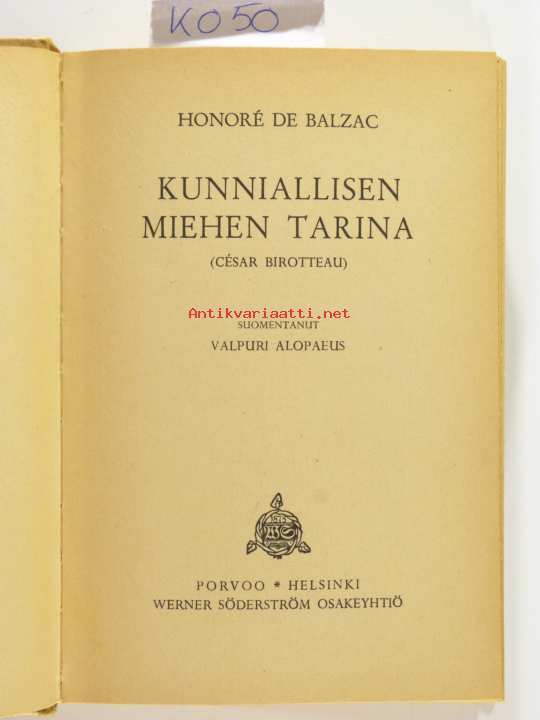 KO50
HONORÉ DE BALZAC
KUNNIALLISEN
MIEHEN TARINA
(CÉSAR BIROTTEAU)
Antikvariaatti.net
SUOMENTANUT
VALPURI ALOPAEUS
WS
PORVOO * HELSINKI
WERNER SÖDERSTRÖM OSAKEYHTIÖ